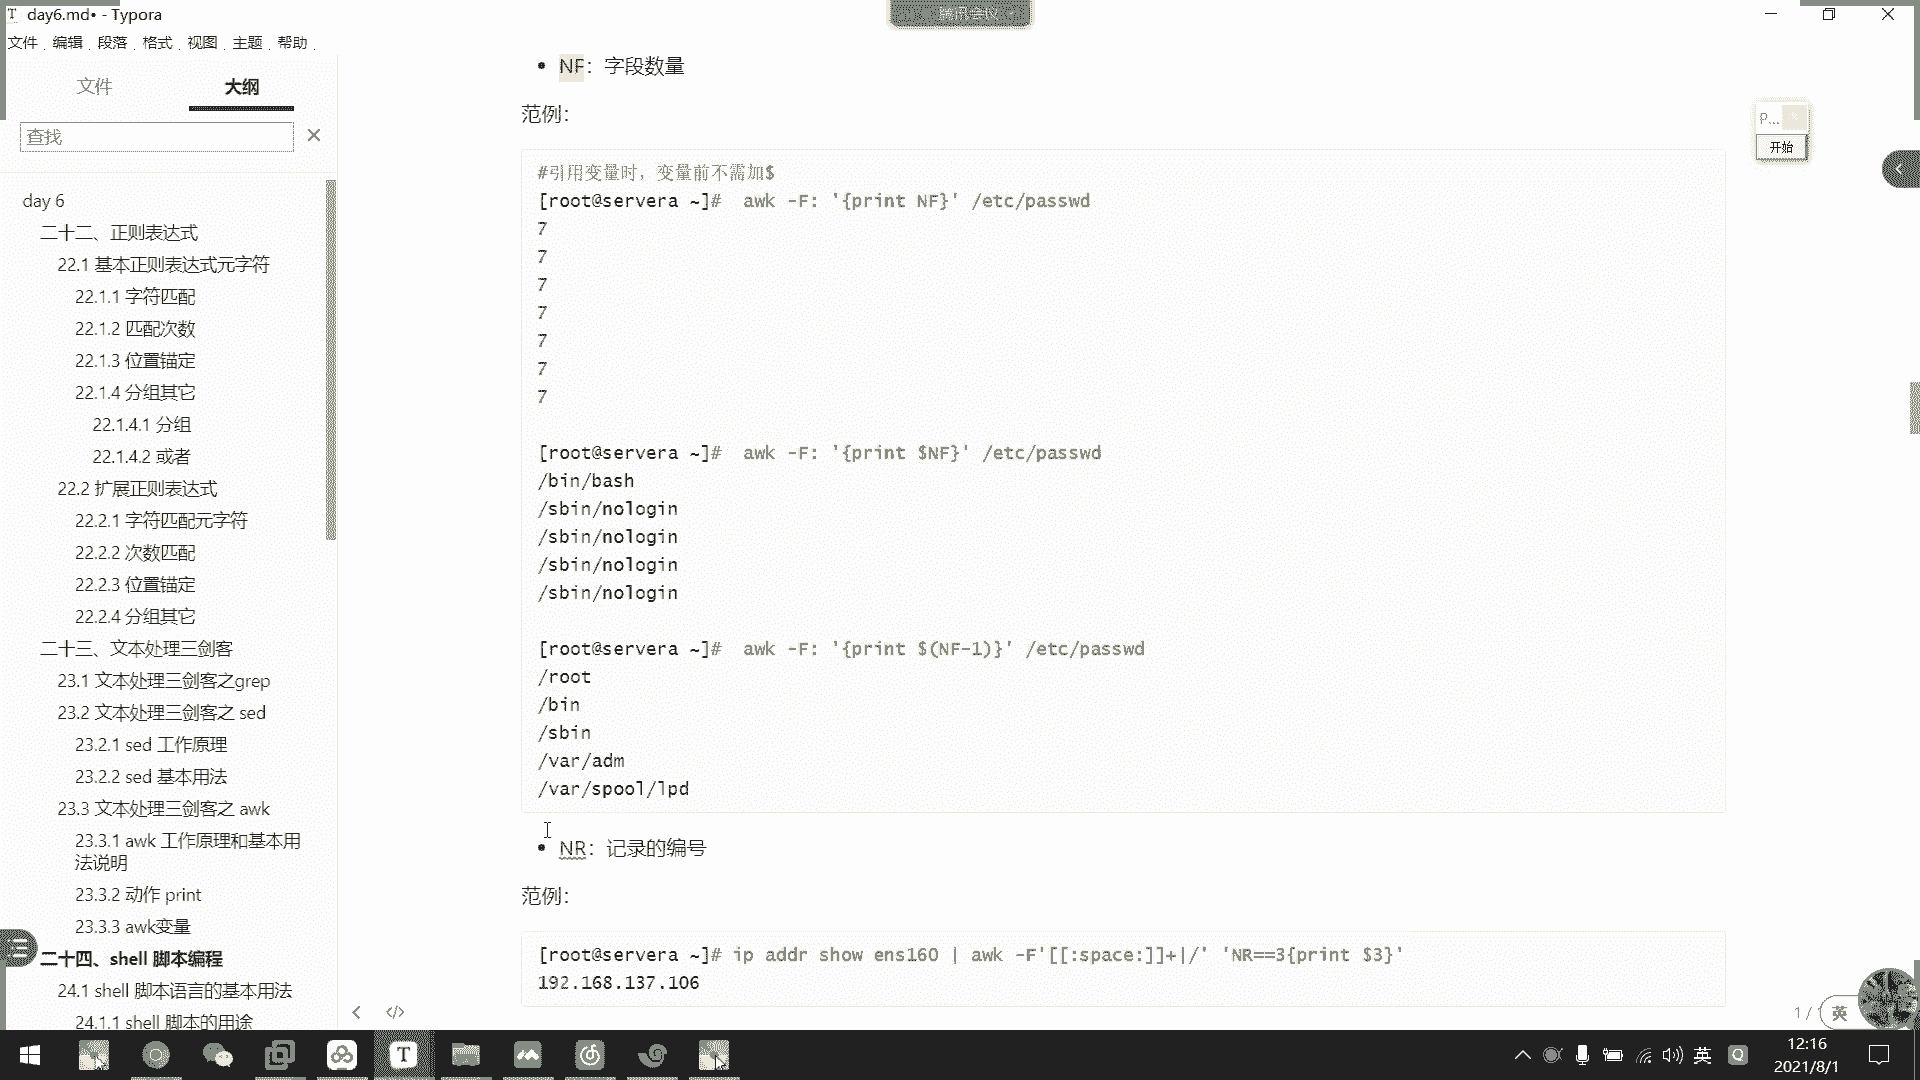 day6.md• - Typora
腾讯会议
文件 编辑 段落 格式 视图 主题 帮助
文件 大纲
查找
day 6
二十二、正则表达式
22.1 基本正则表达式元字符
22.1.1 字符匹配
22.1.2 匹配次数
22.1.3 位置锚定
22.1.4 分组其它
22.1.4.1 分组
22.1.4.2 或者
22.2 扩展正则表达式
22.2.1 字符匹配元字符
22.2.2 次数匹配
22.2.3 位置锚定
22.2.4 分组其它
二十三、文本处理三剑客
23.1 文本处理三剑客之grep
23.2 文本处理三剑客之 sed
23.2.1 sed 工作原理
23.2.2 sed 基本用法
23.3 文本处理三剑客之 awk
23.3.1 awk 工作原理和基本用
法说明
23.3.2 动作 print
23.3.3 awk变量
二十四、shell 脚本编程
24.1 shell 脚本语言的基本用法
24.1.1 shell 脚本的用途
NF：字段数量
范例：
#引用变量时，变量前不需加$
[root@servera ~]#  awk -F: '{print NF}' /etc/passwd
7
7
7
7
7
7
7
[root@servera ~]#  awk -F: '{print $NF}' /etc/passwd
/bin/bash
/sbin/nologin
/sbin/nologin
/sbin/nologin
/sbin/nologin
[root@servera ~]#  awk -F: '{print $(NF-1)}' /etc/passwd
/root
/bin
/sbin
/var/adm
/var/spool/lpd
NR：记录的编号
范例：
[root@servera ~]# ip addr show ens160 | awk -F'[[:space:]]+|/' 'NR==3{print $3}'
192.168.137.106
P...
开始
1 /
英
英
12:16
2021/8/1